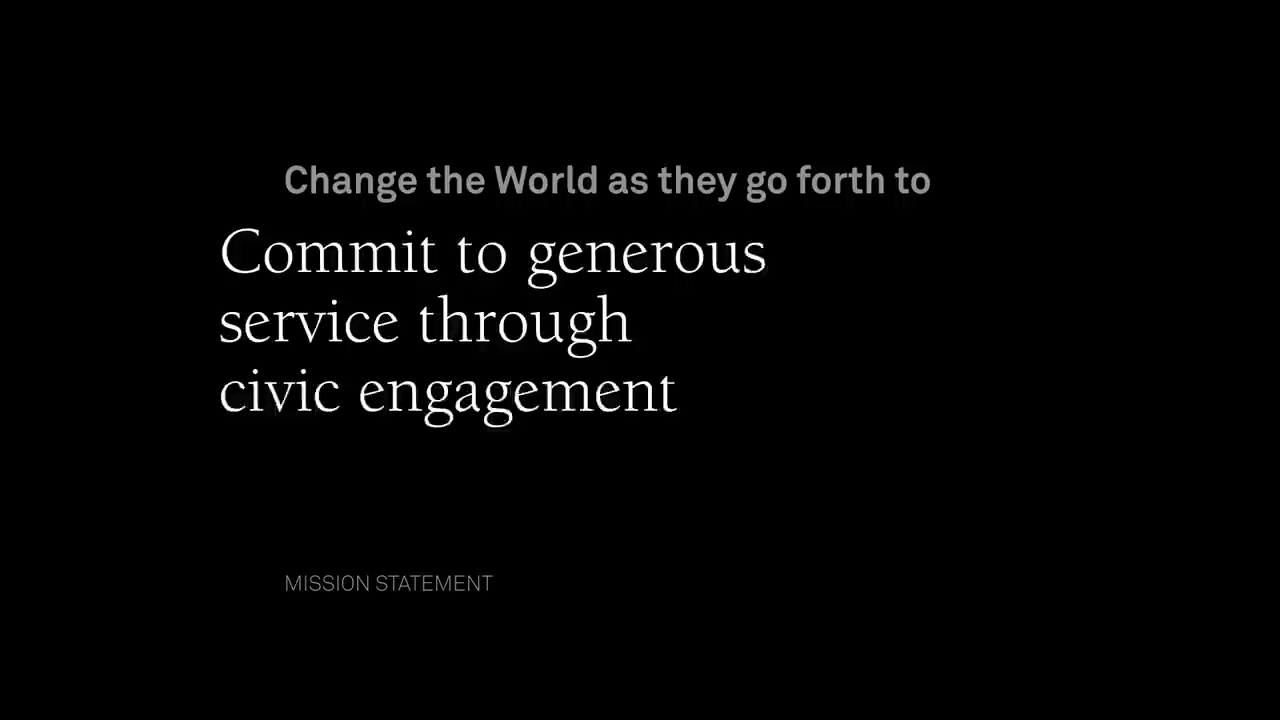 Change the World as they go forth to
Commit to generous
service through
civic engagement
MISSION STATEMENT